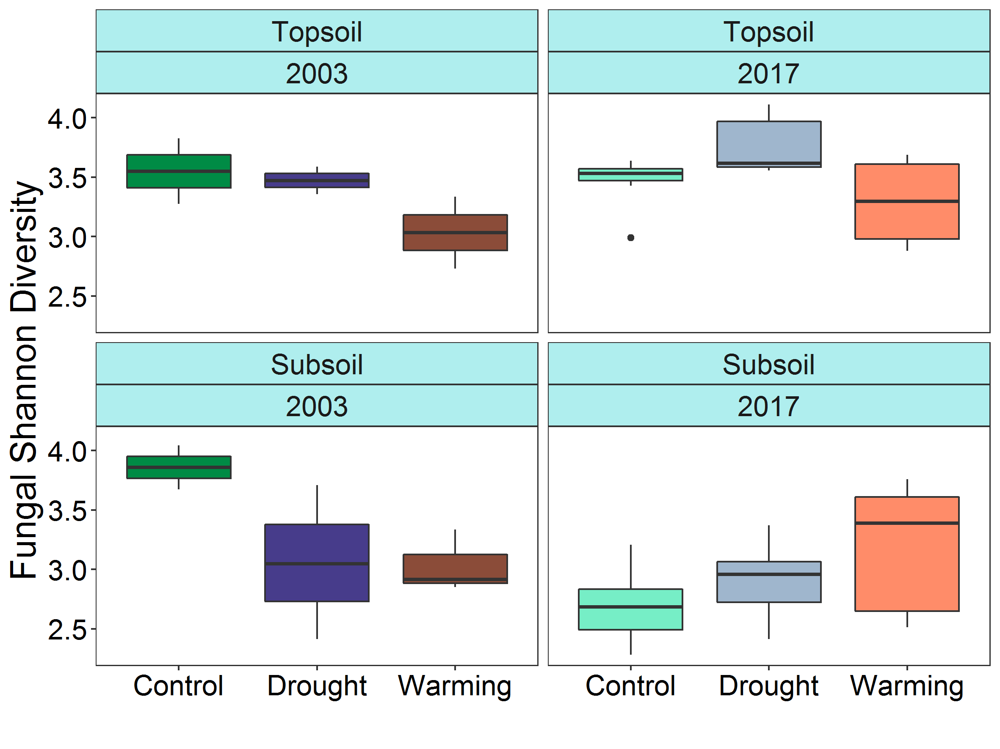 Fungal Shannon Diversity
Topsoil
2003
4.0
3.5
3.0
2.5
Topsoil
2017
Subsoil
2003
4.0
3.5
3.0
2.5
Control Drought Warming
Subsoil
2017
Control Drought Warming